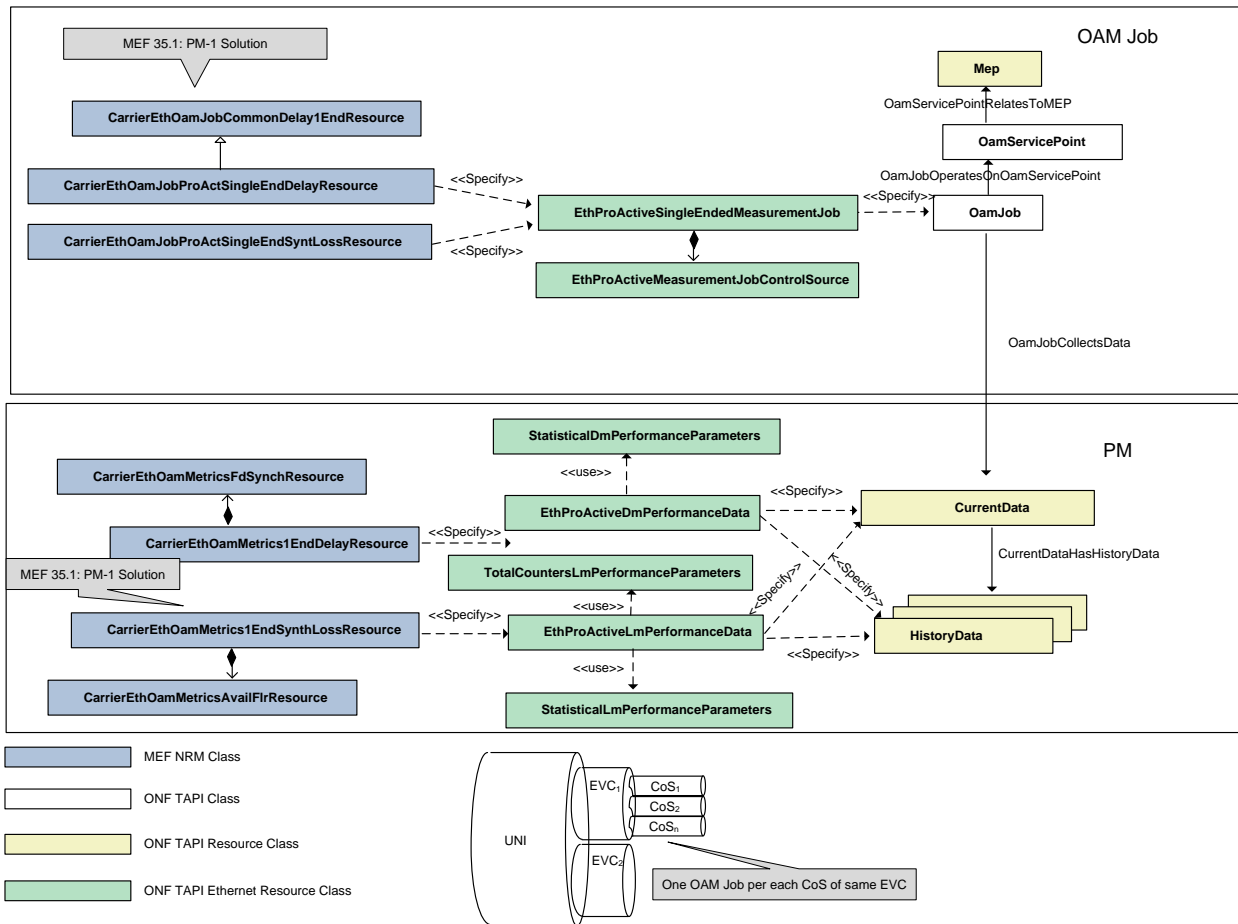 OAM Job
MEF 35.1: PM-1 Solution
Mep
OamServicePointRelatesToMEP
CarrierEthOamJobCommonDelay1EndResource
OamServicePoint
OamJobOperatesOnOamServicePoint
CarrierEthOamJobProActSingleEndDelayResource
<<Specify>>
<<Specify>>
EthProActiveSingleEndedMeasurementJob
OamJob
CarrierEthOamJobProActSingleEndSyntLossResource
<<Specify>>
EthProActiveMeasurementJobControlSource
OamJobCollectsData
PM
StatisticalDmPerformanceParameters
CarrierEthOamMetricsFdSynchResource
<<use>>
<<Specify>>
EthProActiveDmPerformanceData
CurrentData
<<Specify>>
CarrierEthOamMetrics1EndDelayResource
CurrentDataHasHistoryData
MEF 35.1: PM-1 Solution
TotalCountersLmPerformanceParameters
<<Specify>>
<<Specify>>
<<use>>
<<Specify>>
CarrierEthOamMetrics1EndSynthLossResource
EthProActiveLmPerformanceData
HistoryData
<<Specify>>
<<use>>
CarrierEthOamMetricsAvailFlrResource
StatisticalLmPerformanceParameters
MEF NRM Class
ONF TAPI Class
ONF TAPI Resource Class
ONF TAPI Ethernet Resource Class
UNI
EVC₁
CoS₁
CoS₂
CoSₙ
EVC₂
One OAM Job per each CoS of same EVC